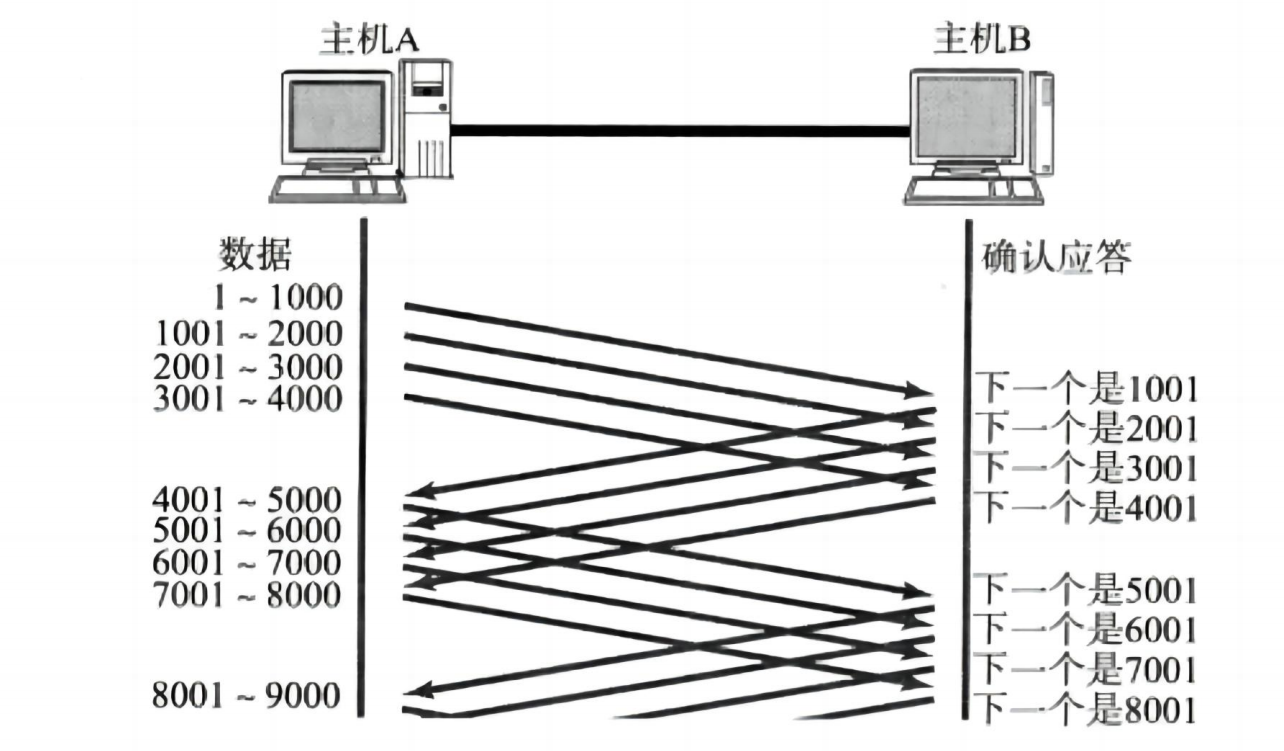 主机A
主机B
数据
确认应答
1 ~ 1000
1001 ~ 2000
2001 ~ 3000
3001 ~ 4000
下一个是1001
下一个是2001
下一个是3001
下一个是4001
4001 ~ 5000
5001 ~ 6000
6001 ~ 7000
7001 ~ 8000
下一个是5001
下一个是6001
下一个是7001
下一个是8001
8001 ~ 9000